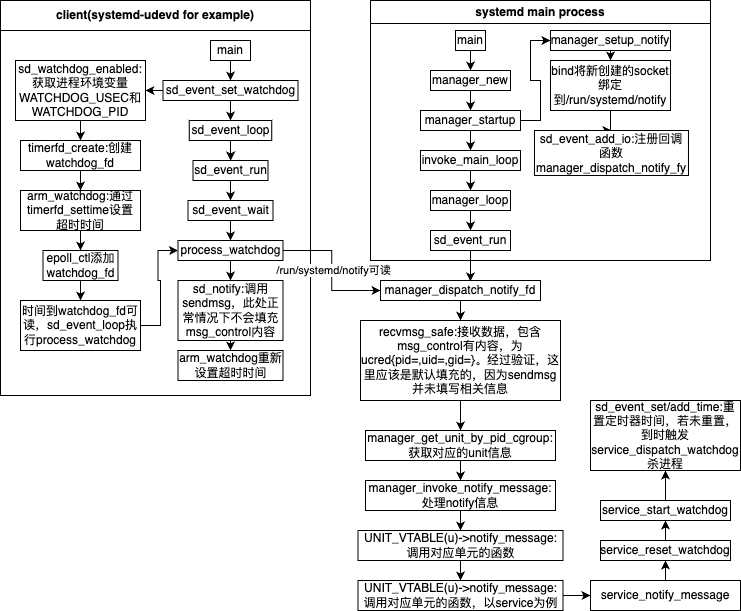 client(systemd-udevd for example)
main
sd_watchdog_enabled:
获取进程环境变量
WATCHDOG_USEC和
WATCHDOG_PID
sd_event_set_watchdog
timerfd_create:创建
watchdog_fd
sd_event_loop
sd_event_run
arm_watchdog:通过
timerfd_settime设置
超时时间
sd_event_wait
epoll_ctl添加
watchdog_fd
process_watchdog
时间到watchdog_fd可
读，sd_event_loop执
行process_watchdog
sd_notify:调用
sendmsg，此处正
常情况下不会填充
msg_control内容
arm_watchdog重新
设置超时时间
/run/systemd/notify可读
systemd main process
main
manager_new
manager_startup
invoke_main_loop
manager_loop
sd_event_run
manager_setup_notify
bind将新创建的socket
绑定
到/run/systemd/notify
sd_event_add_io:注册回调
函数
manager_dispatch_notify_fy
manager_dispatch_notify_fd
recvmsg_safe:接收数据，包含
msg_control有内容，为
ucred{pid=,uid=,gid=}。经过验证，这
里应该是默认填充的，因为sendmsg
并未填写相关信息
manager_get_unit_by_pid_cgroup:
获取对应的unit信息
manager_invoke_notify_message:
处理notify信息
UNIT_VTABLE(u)->notify_message:
调用对应单元的函数
UNIT_VTABLE(u)->notify_message:
调用对应单元的函数，以service为例
service_notify_message
service_reset_watchdog
service_start_watchdog
sd_event_set/add_time:重
置定时器时间，若未重置，
到时触发
service_dispatch_watchdog
杀进程